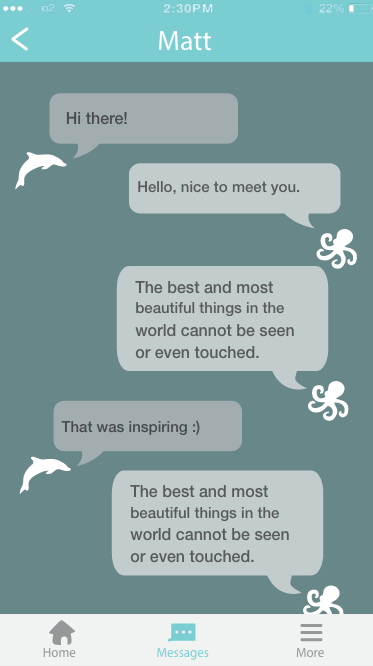 o2 2:30PM 22%
Matt
Hi there!
Hello, nice to meet you.
The best and most
beautiful things in the
world cannot be seen
or even touched.
That was inspiring :)
The best and most
beautiful things in the
world cannot be seen
or even touched.
Home Messages More